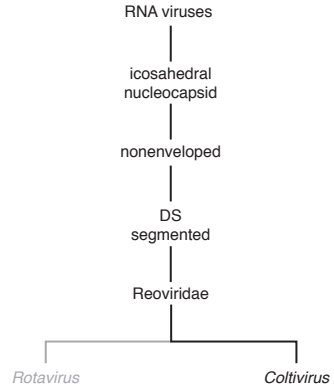 RNA viruses
icosahedral
nucleocapsid
nonenveloped
DS
segmented
Reoviridae
Rotavirus
Coltivirus